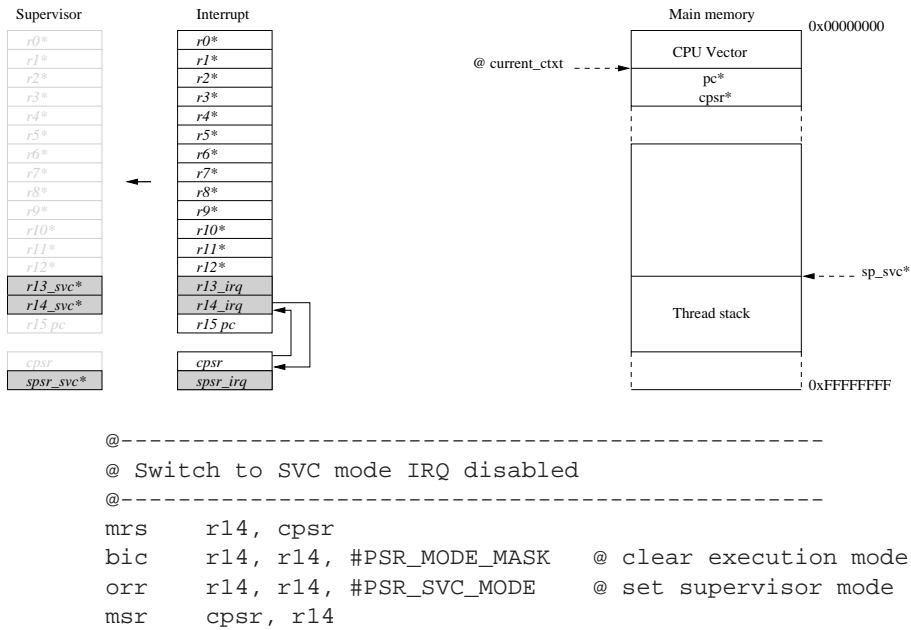 Supervisor
r0*
r1*
r2*
r3*
r4*
r5*
r6*
r7*
r8*
r9*
r10*
r11*
r12*
r13_svc*
r14_svc*
r15 pc
cpsr
spsr_svc*
Interrupt
r0*
r1*
r2*
r3*
r4*
r5*
r6*
r7*
r8*
r9*
r10*
r11*
r12*
r13_irq
r14_irq
r15 pc
cpsr
spsr_irq
Main memory
0x00000000
CPU Vector
@ current_ctxt
pc*
cpsr*
sp_svc*
Thread stack
0xFFFFFFFF
@-------------------------------------------------
@ Switch to SVC mode IRQ disabled
@-------------------------------------------------
mrs r14, cpsr
bic r14, r14, #PSR_MODE_MASK @ clear execution mode
orr r14, r14, #PSR_SVC_MODE @ set supervisor mode
msr cpsr, r14